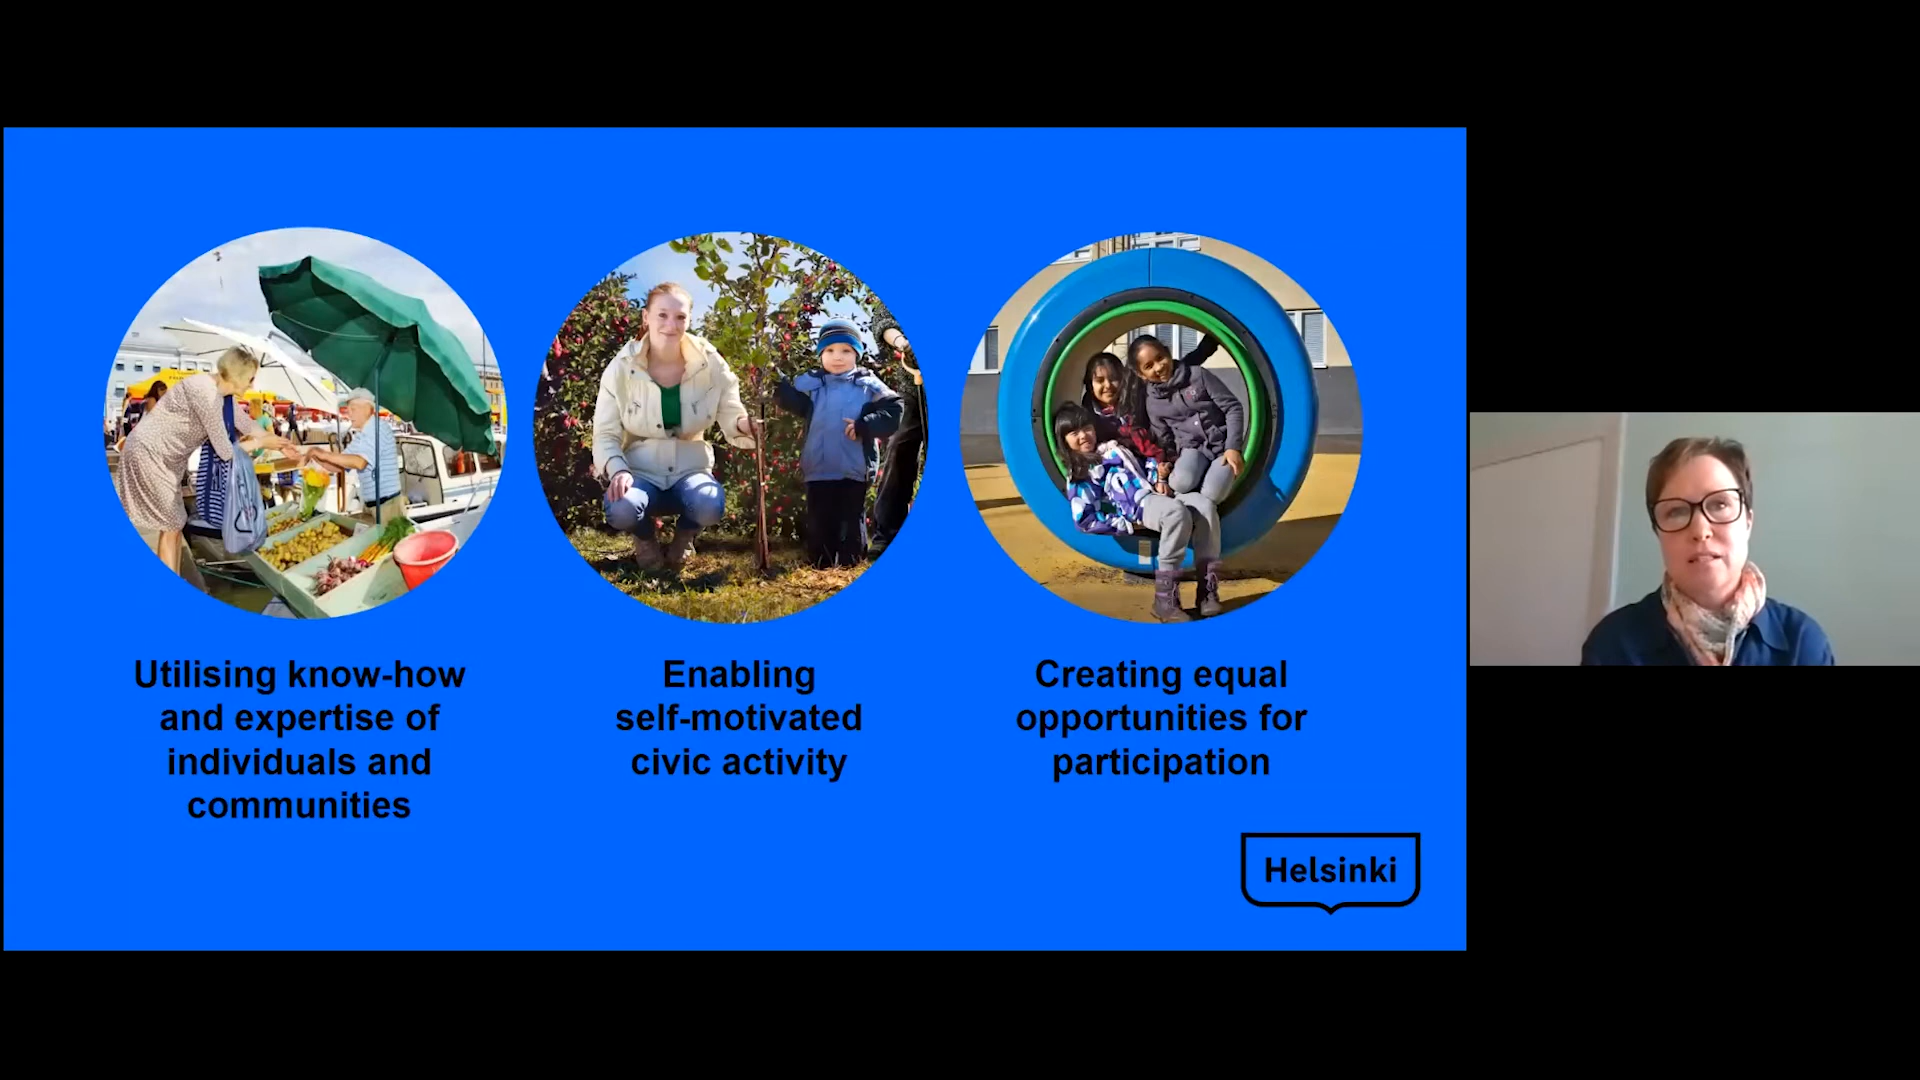 Utilising know-how
and expertise of
individuals and
communities
Enabling
self-motivated
civic activity
Creating equal
opportunities for
participation
Helsinki